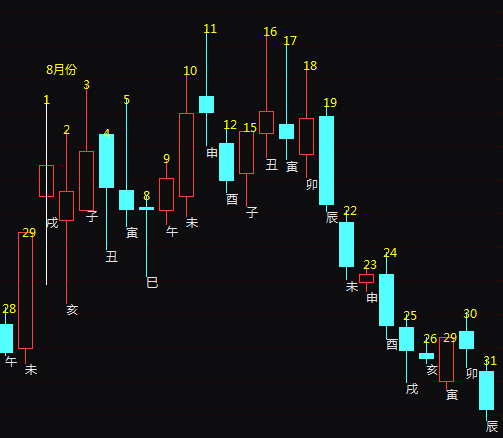 8月份
28
午
29
未
1
戌
2
亥
3
子
4
丑
5
寅
8
巳
9
午
10
未
11
申
12
酉
15
子
16
丑
17
寅
18
卯
19
辰
22
未
23
申
24
酉
25
戌
26
亥
29
寅
30
卯
31
辰